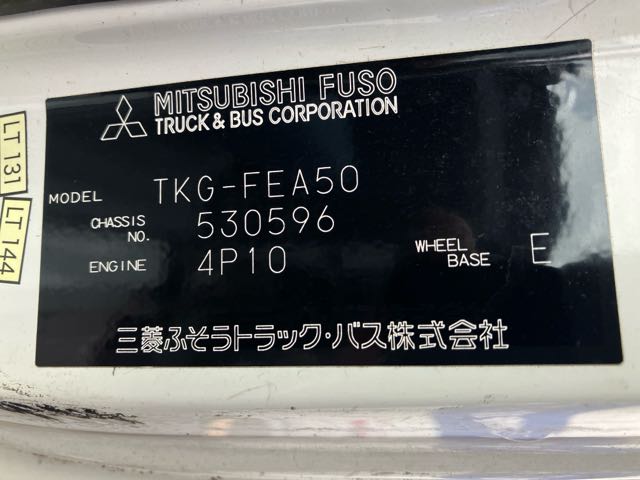 MITSUBISHI FUSO
TRUCK & BUS CORPORATION
MODEL TKG-FEA50
CHASSIS NO. 530596
ENGINE 4P10 WHEEL BASE E
三菱ふそうトラック・バス株式会社
LT 131
LT 144